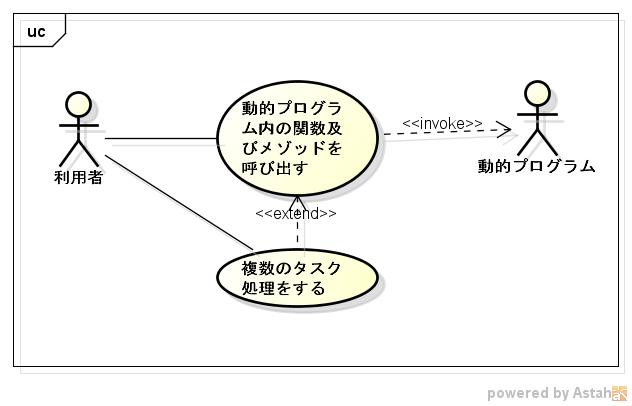 uc
動的プログラ
ム内の関数及
びメゾッドを
呼び出す
<<invoke>>
利用者
動的プログラム
<<extend>>
複数のタスク
処理をする
powered by Astah